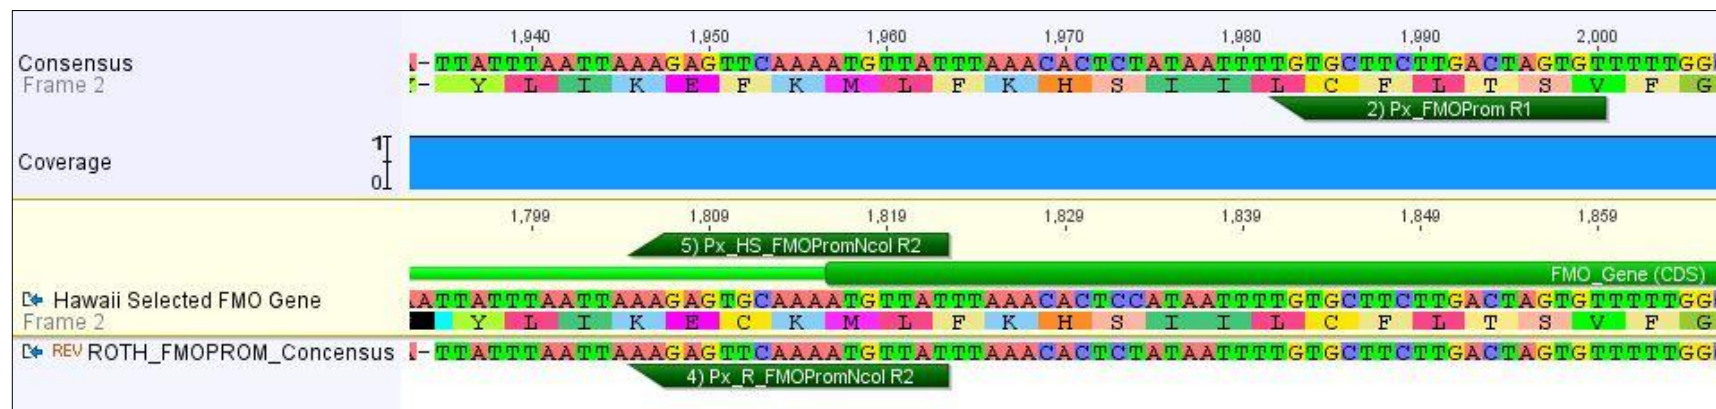 1,940 1,950 1,960 1,970 1,980 1,990 2,000
Consensus -TTATTTAATTAAAGAGTTCAAAATGTTATTTAAACACTCTATAATTTTGTGCTTCTTGACTAGTGTTTTTGG
Frame 2 - Y L I K E F K M L F K H S I I L C F L T S V F G
2) Px_FMOProm R1
Coverage 1 0
1,799 1,809 1,819 1,829 1,839 1,849 1,859
5) Px_HS_FMOPromNcoI R2
FMO_Gene (CDS)
Hawaii Selected FMO Gene AATTATTTAATTAAAGAGTGCAAAATGTTATTTAAACACTCCATAATTTTGTGCTTCTTGACTAGTGTTTTTGG
Frame 2 Y L I K E C K M L F K H S I I L C F L T S V F G
REV ROTH_FMOPROM_Concensus -TTATTTAATTAAAGAGTTCAAAATGTTATTTAAACACTCTATAATTTTGTGCTTCTTGACTAGTGTTTTTGG
4) Px_R_FMOPromNcoI R2